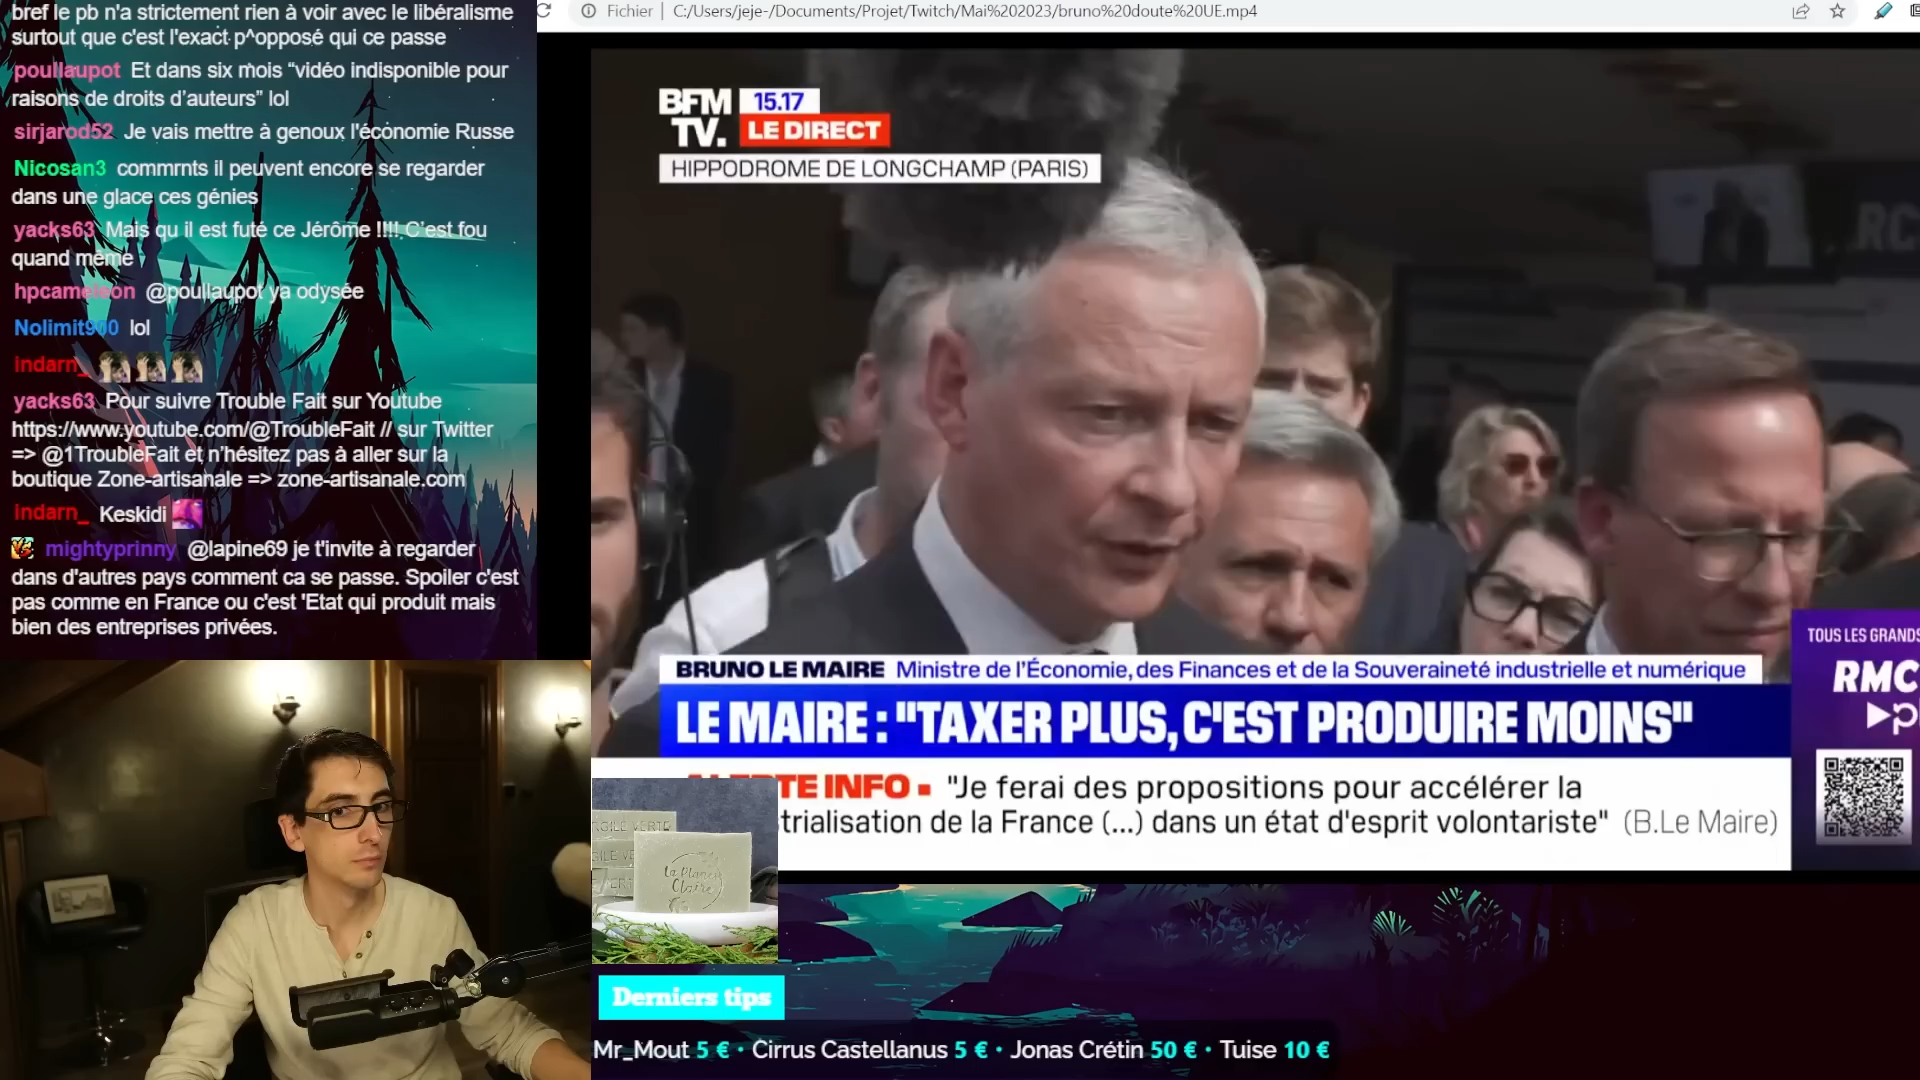 bref le pb n'a strictement rien à voir avec le libéralisme
surtout que c'est l'exact p^opposé qui ce passe
poullaupot Et dans six mois “vidéo indisponible pour
raisons de droits d’auteurs” lol
sirjarod52 Je vais mettre à genoux l'économie Russe
Nicosan3 commrnts il peuvent encore se regarder
dans une glace ces génies
yacks63 Mais qu il est futé ce Jérôme !!!! C’est fou
quand même
hpcameleon @poullaupot ya odysée
Nolimit900 lol
indarn_
yacks63 Pour suivre Trouble Fait sur Youtube
https://www.youtube.com/@TroubleFait // sur Twitter
=> @1TroubleFait et n’hésitez pas à aller sur la
boutique Zone-artisanale => zone-artisanale.com
indarn_ Keskidi
mightyprinny @lapine69 je t'invite à regarder
dans d'autres pays comment ca se passe. Spoiler c'est
pas comme en France ou c'est 'Etat qui produit mais
bien des entreprises privées.
Fichier | C:/Users/jeje-/Documents/Projet/Twitch/Mai%202023/bruno%20doute%20UE.mp4
BFM
TV.
15.17
LE DIRECT
HIPPODROME DE LONGCHAMP (PARIS)
RC
BRUNO LE MAIRE Ministre de l'Économie, des Finances et de la Souveraineté industrielle et numérique
LE MAIRE : "TAXER PLUS, C'EST PRODUIRE MOINS"
TE INFO ▪ "Je ferai des propositions pour accélérer la
strialisation de la France (...) dans un état d'esprit volontariste" (B.Le Maire)
TOUS LES GRANDS
RMC
p
ARGILE VERTE
La Planète
Claire
Derniers tips
Mr_Mout 5 € · Cirrus Castellanus 5 € · Jonas Crétin 50 € · Tuise 10 €